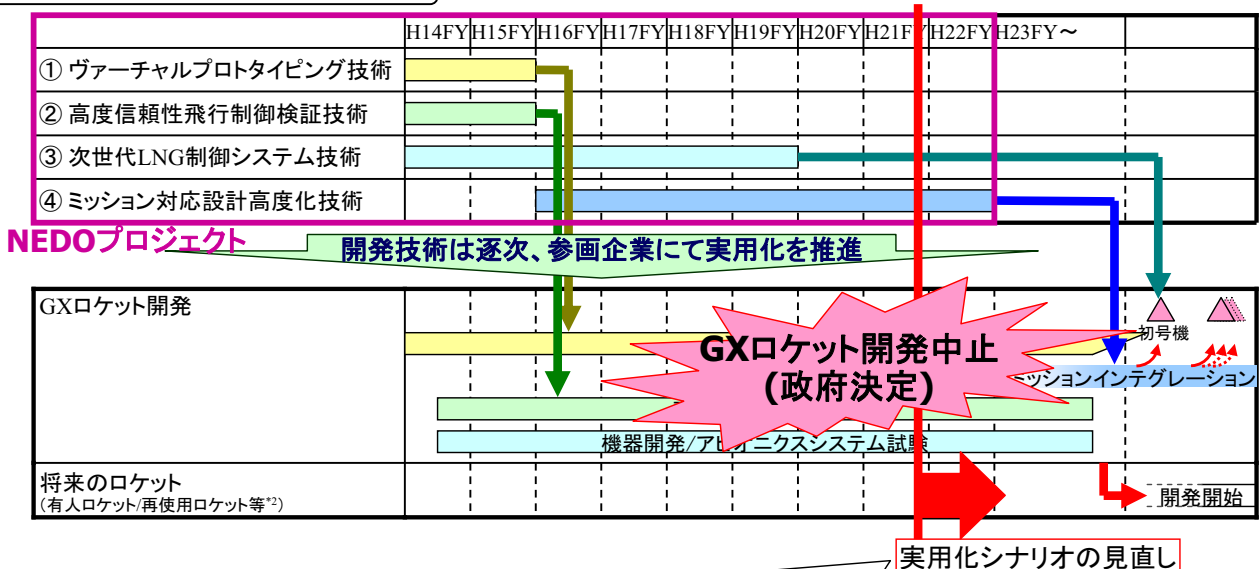 H14FY H15FY H16FY H17FY H18FY H19FY H20FY H21FY H22FY H23FY～
① ヴァーチャルプロトタイピング技術
② 高度信頼性飛行制御検証技術
③ 次世代LNG制御システム技術
④ ミッション対応設計高度化技術
NEDOプロジェクト
開発技術は逐次、参画企業にて実用化を推進
GXロケット開発
初号機
GXロケット開発中止
(政府決定)
ミッションインテグレーション
機器開発/アビオニクスシステム試験
将来のロケット
(有人ロケット/再使用ロケット等*2)
開発開始
実用化シナリオの見直し